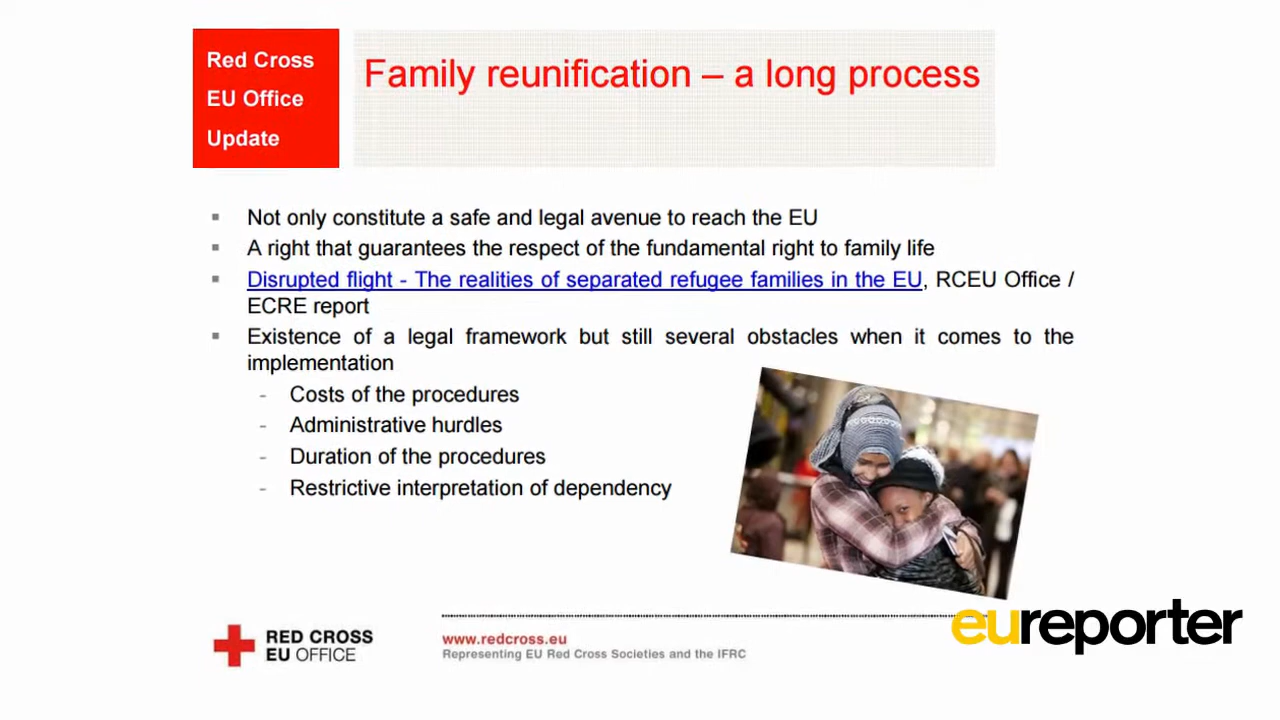 Red Cross
EU Office
Update
Family reunification – a long process
▪ Not only constitute a safe and legal avenue to reach the EU
▪ A right that guarantees the respect of the fundamental right to family life
▪ Disrupted flight - The realities of separated refugee families in the EU, RCEU Office /
ECRE report
▪ Existence of a legal framework but still several obstacles when it comes to the
implementation
- Costs of the procedures
- Administrative hurdles
- Duration of the procedures
- Restrictive interpretation of dependency
RED CROSS
EU OFFICE
www.redcross.eu
Representing EU Red Cross Societies and the IFRC
eureporter